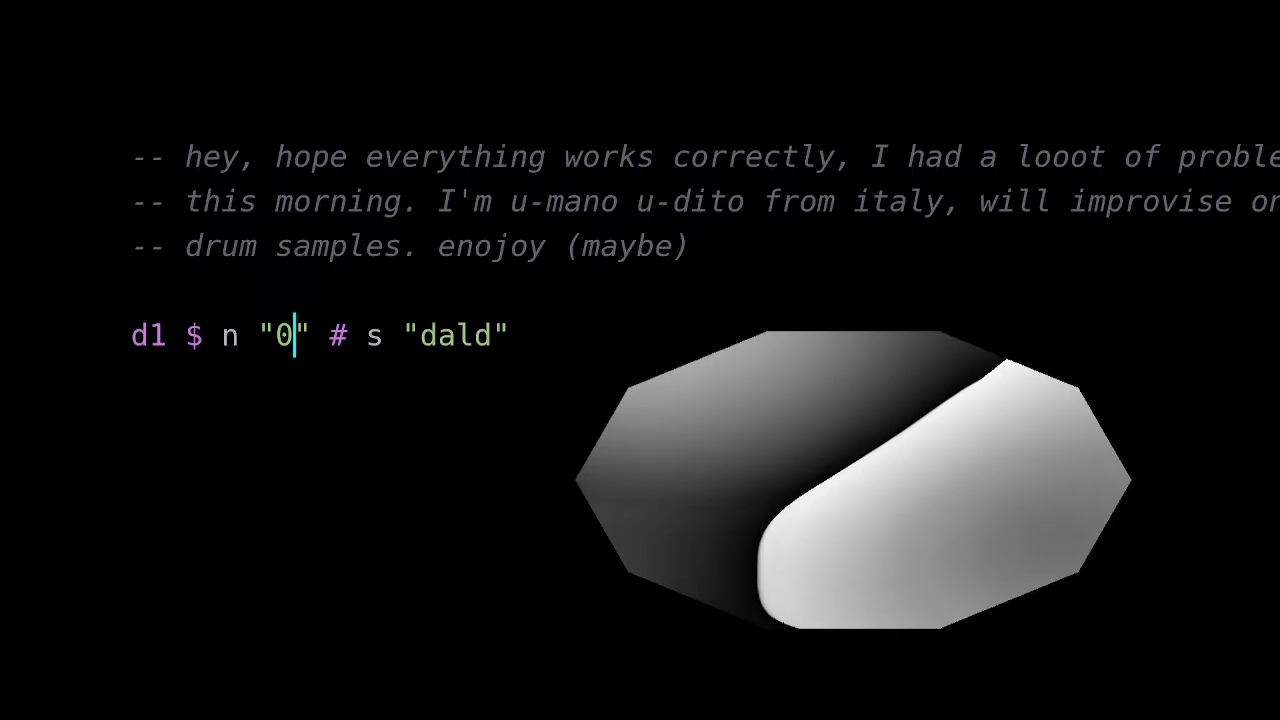 -- hey, hope everything works correctly, I had a looot of proble
-- this morning. I'm u-mano u-dito from italy, will improvise on
-- drum samples. enojoy (maybe)
d1 $ n "0" # s "dald"